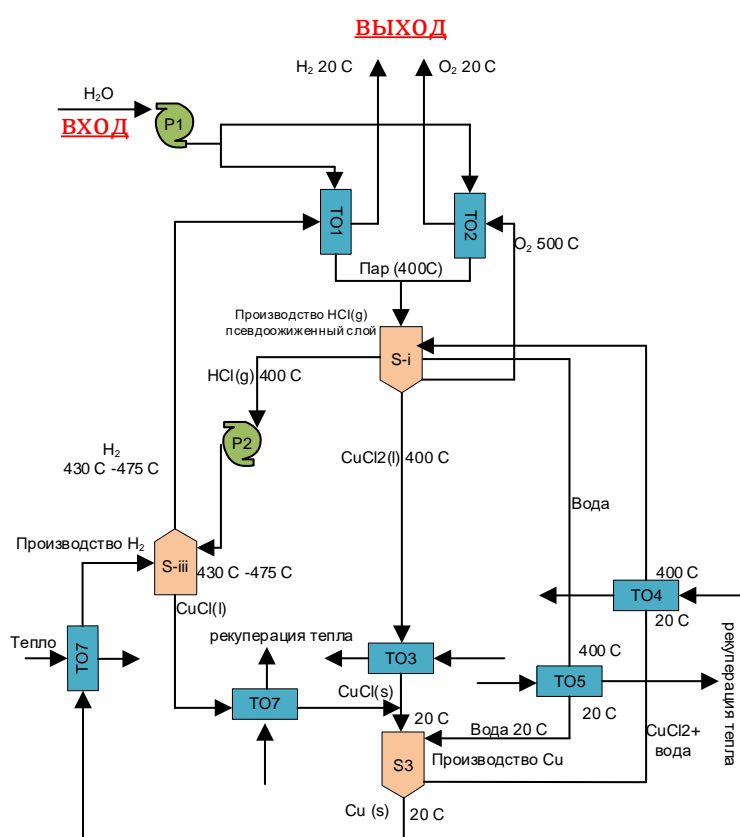 ВЫХОД
H₂ 20 C
O₂ 20 C
H₂O
ВХОД
P1
TO1
TO2
O₂ 500 C
Пар (400C)
Производство HCl(g)
псевдоожиженный слой
S-i
HCl(g) 400 C
P2
H₂
430 C -475 C
CuCl2(l) 400 C
Вода
Производство H₂
S-iii
430 C -475 C
CuCl(l)
400 C
TO4
20 C
Тепло
TO7
рекуперация тепла
TO3
400 C
TO5
20 C
рекуперация тепла
TO7
CuCl(s)
20 C
Вода 20 C
CuCl2+
вода
S3
Производство Cu
Cu (s)
20 C